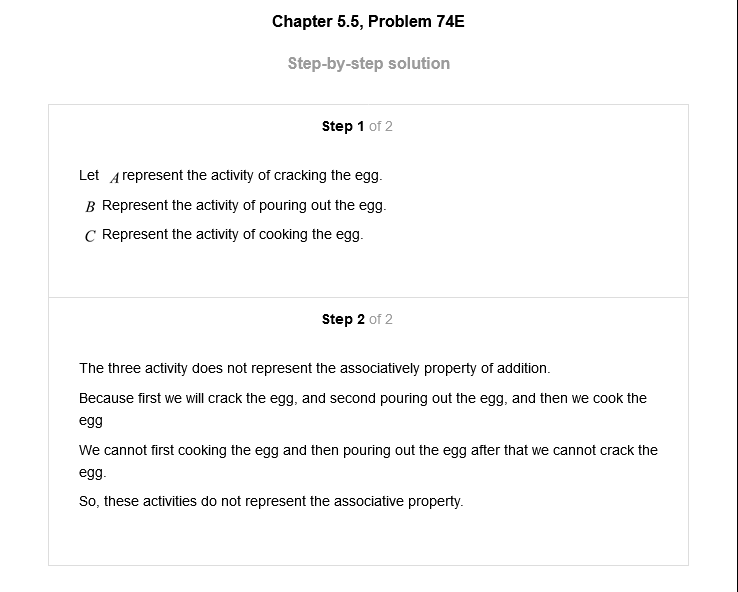 Chapter 5.5, Problem 74E
Step-by-step solution
Step 1 of 2
Let A represent the activity of cracking the egg.
B Represent the activity of pouring out the egg.
C Represent the activity of cooking the egg.
Step 2 of 2
The three activity does not represent the associatively property of addition.
Because first we will crack the egg, and second pouring out the egg, and then we cook the
egg
We cannot first cooking the egg and then pouring out the egg after that we cannot crack the
egg.
So, these activities do not represent the associative property.